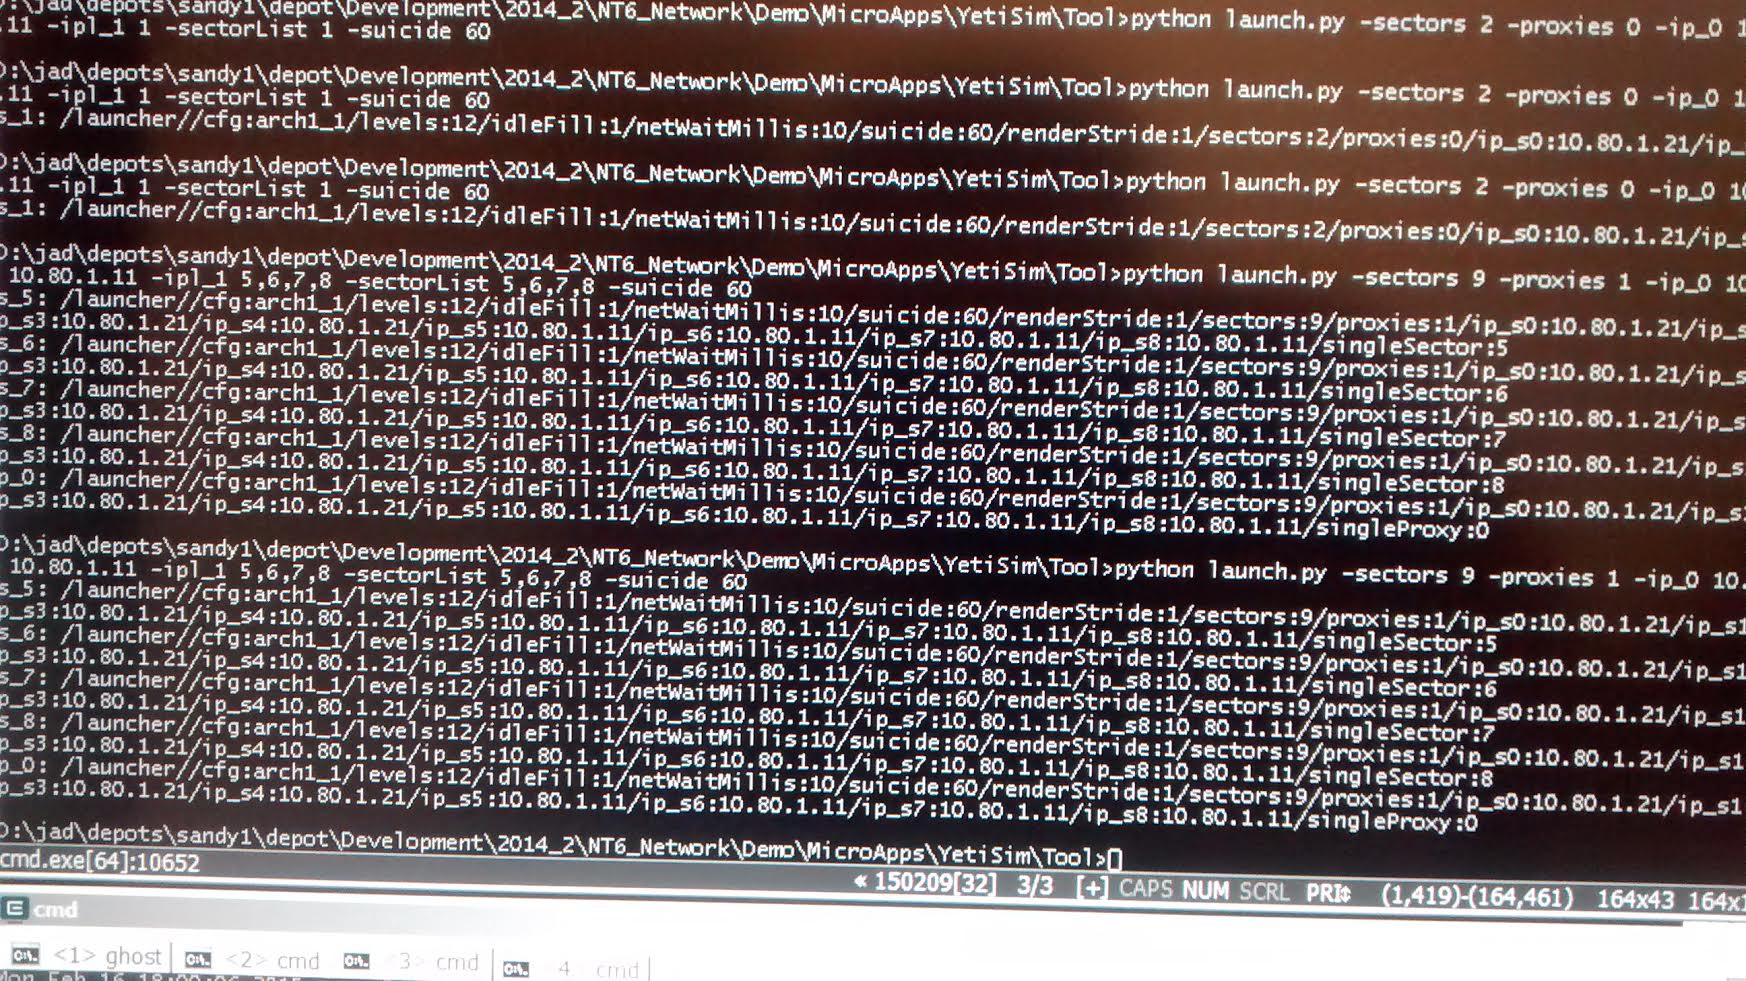 D:\jad\depots\sandy1\depot\Development\2014_2\NT6_Network\Demo\MicroApps\YetiSim\Tool>python launch.py -sectors 2 -proxies 0 -ip_0 1
.11 -ipl_1 1 -sectorList 1 -suicide 60
D:\jad\depots\sandy1\depot\Development\2014_2\NT6_Network\Demo\MicroApps\YetiSim\Tool>python launch.py -sectors 2 -proxies 0 -ip_0 1
.11 -ipl_1 1 -sectorList 1 -suicide 60
s_1: /launcher//cfg:arch1_1/levels:12/idleFill:1/netWaitMillis:10/suicide:60/renderStride:1/sectors:2/proxies:0/ip_s0:10.80.1.21/ip_
D:\jad\depots\sandy1\depot\Development\2014_2\NT6_Network\Demo\MicroApps\YetiSim\Tool>python launch.py -sectors 2 -proxies 0 -ip_0 10
.11 -ipl_1 1 -sectorList 1 -suicide 60
s_1: /launcher//cfg:arch1_1/levels:12/idleFill:1/netWaitMillis:10/suicide:60/renderStride:1/sectors:2/proxies:0/ip_s0:10.80.1.21/ip_
D:\jad\depots\sandy1\depot\Development\2014_2\NT6_Network\Demo\MicroApps\YetiSim\Tool>python launch.py -sectors 9 -proxies 1 -ip_0 10
10.80.1.11 -ipl_1 5,6,7,8 -sectorList 5,6,7,8 -suicide 60
s_5: /launcher//cfg:arch1_1/levels:12/idleFill:1/netWaitMillis:10/suicide:60/renderStride:1/sectors:9/proxies:1/ip_s0:10.80.1.21/ip_s
p_s3:10.80.1.21/ip_s4:10.80.1.21/ip_s5:10.80.1.11/ip_s6:10.80.1.11/ip_s7:10.80.1.11/ip_s8:10.80.1.11/singleSector:5
s_6: /launcher//cfg:arch1_1/levels:12/idleFill:1/netWaitMillis:10/suicide:60/renderStride:1/sectors:9/proxies:1/ip_s0:10.80.1.21/ip_s
p_s3:10.80.1.21/ip_s4:10.80.1.21/ip_s5:10.80.1.11/ip_s6:10.80.1.11/ip_s7:10.80.1.11/ip_s8:10.80.1.11/singleSector:6
s_7: /launcher//cfg:arch1_1/levels:12/idleFill:1/netWaitMillis:10/suicide:60/renderStride:1/sectors:9/proxies:1/ip_s0:10.80.1.21/ip_s
p_s3:10.80.1.21/ip_s4:10.80.1.21/ip_s5:10.80.1.11/ip_s6:10.80.1.11/ip_s7:10.80.1.11/ip_s8:10.80.1.11/singleSector:7
s_8: /launcher//cfg:arch1_1/levels:12/idleFill:1/netWaitMillis:10/suicide:60/renderStride:1/sectors:9/proxies:1/ip_s0:10.80.1.21/ip_s
p_s3:10.80.1.21/ip_s4:10.80.1.21/ip_s5:10.80.1.11/ip_s6:10.80.1.11/ip_s7:10.80.1.11/ip_s8:10.80.1.11/singleSector:8
p_0: /launcher//cfg:arch1_1/levels:12/idleFill:1/netWaitMillis:10/suicide:60/renderStride:1/sectors:9/proxies:1/ip_s0:10.80.1.21/ip_s
p_s3:10.80.1.21/ip_s4:10.80.1.21/ip_s5:10.80.1.11/ip_s6:10.80.1.11/ip_s7:10.80.1.11/ip_s8:10.80.1.11/singleProxy:0
D:\jad\depots\sandy1\depot\Development\2014_2\NT6_Network\Demo\MicroApps\YetiSim\Tool>python launch.py -sectors 9 -proxies 1 -ip_0 10.
10.80.1.11 -ipl_1 5,6,7,8 -sectorList 5,6,7,8 -suicide 60
s_5: /launcher//cfg:arch1_1/levels:12/idleFill:1/netWaitMillis:10/suicide:60/renderStride:1/sectors:9/proxies:1/ip_s0:10.80.1.21/ip_s1
p_s3:10.80.1.21/ip_s4:10.80.1.21/ip_s5:10.80.1.11/ip_s6:10.80.1.11/ip_s7:10.80.1.11/ip_s8:10.80.1.11/singleSector:5
s_6: /launcher//cfg:arch1_1/levels:12/idleFill:1/netWaitMillis:10/suicide:60/renderStride:1/sectors:9/proxies:1/ip_s0:10.80.1.21/ip_s1
p_s3:10.80.1.21/ip_s4:10.80.1.21/ip_s5:10.80.1.11/ip_s6:10.80.1.11/ip_s7:10.80.1.11/ip_s8:10.80.1.11/singleSector:6
s_7: /launcher//cfg:arch1_1/levels:12/idleFill:1/netWaitMillis:10/suicide:60/renderStride:1/sectors:9/proxies:1/ip_s0:10.80.1.21/ip_s1
p_s3:10.80.1.21/ip_s4:10.80.1.21/ip_s5:10.80.1.11/ip_s6:10.80.1.11/ip_s7:10.80.1.11/ip_s8:10.80.1.11/singleSector:7
s_8: /launcher//cfg:arch1_1/levels:12/idleFill:1/netWaitMillis:10/suicide:60/renderStride:1/sectors:9/proxies:1/ip_s0:10.80.1.21/ip_s1
p_s3:10.80.1.21/ip_s4:10.80.1.21/ip_s5:10.80.1.11/ip_s6:10.80.1.11/ip_s7:10.80.1.11/ip_s8:10.80.1.11/singleSector:8
p_0: /launcher//cfg:arch1_1/levels:12/idleFill:1/netWaitMillis:10/suicide:60/renderStride:1/sectors:9/proxies:1/ip_s0:10.80.1.21/ip_s1
p_s3:10.80.1.21/ip_s4:10.80.1.21/ip_s5:10.80.1.11/ip_s6:10.80.1.11/ip_s7:10.80.1.11/ip_s8:10.80.1.11/singleProxy:0
D:\jad\depots\sandy1\depot\Development\2014_2\NT6_Network\Demo\MicroApps\YetiSim\Tool>
cmd.exe[64]:10652 « 150209[32] 3/3 [+] CAPS NUM SCRL PRI↕ (1,419)-(164,461) 164x43 164x1
cmd
<1> ghost <2> cmd <3> cmd 4 cmd
Mon Feb 16